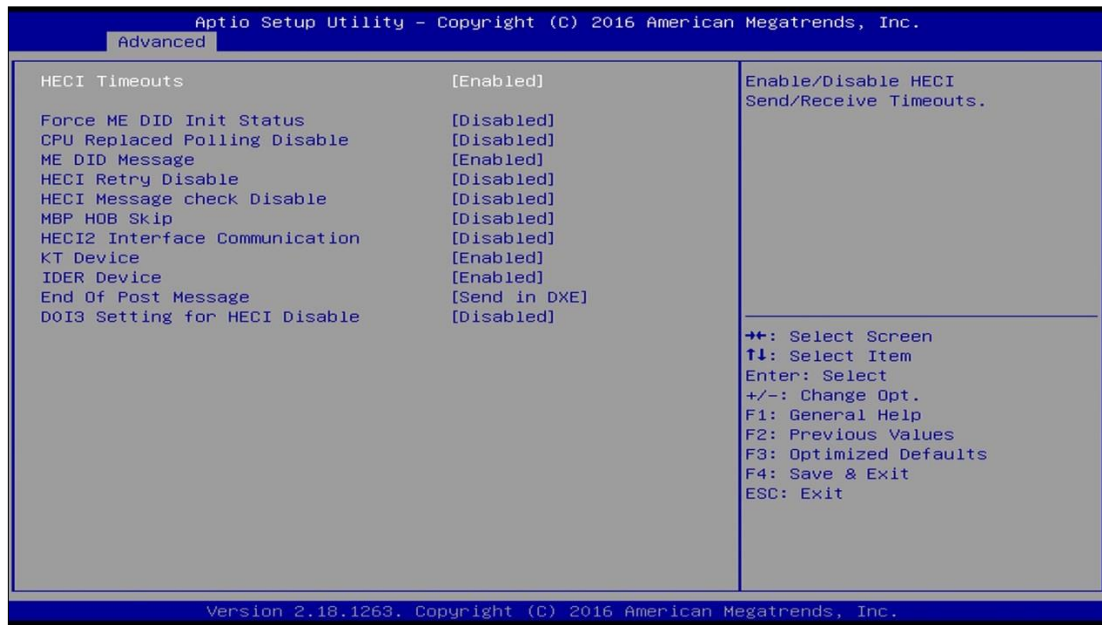 Aptio Setup Utility – Copyright (C) 2016 American Megatrends, Inc.
Advanced
HECI Timeouts [Enabled]
Force ME DID Init Status [Disabled]
CPU Replaced Polling Disable [Disabled]
ME DID Message [Enabled]
HECI Retry Disable [Disabled]
HECI Message check Disable [Disabled]
MBP HOB Skip [Disabled]
HECI2 Interface Communication [Disabled]
KT Device [Enabled]
IDER Device [Enabled]
End Of Post Message [Send in DXE]
D0I3 Setting for HECI Disable [Disabled]
Enable/Disable HECI
Send/Receive Timeouts.
→←: Select Screen
↑↓: Select Item
Enter: Select
+/-: Change Opt.
F1: General Help
F2: Previous Values
F3: Optimized Defaults
F4: Save & Exit
ESC: Exit
Version 2.18.1263. Copyright (C) 2016 American Megatrends, Inc.